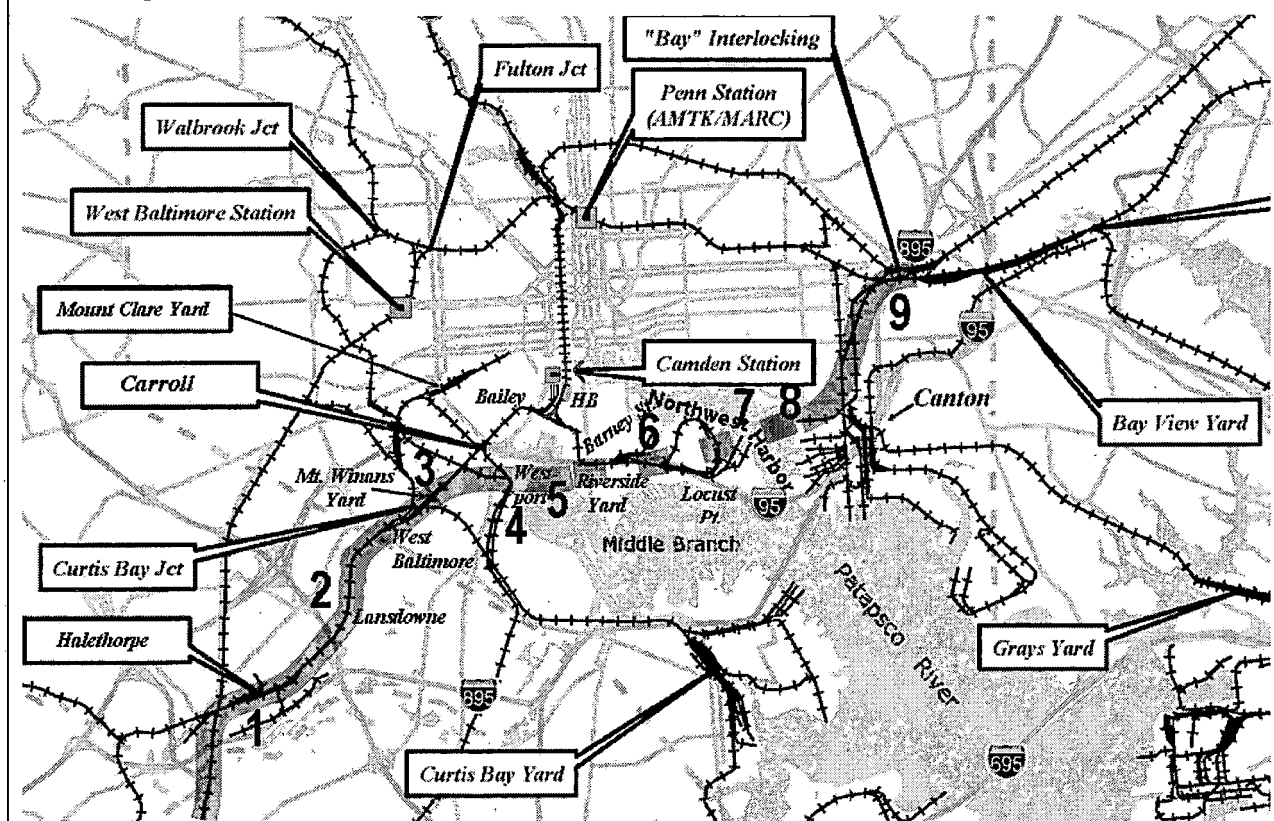 "Bay" Interlocking
Fulton Jct
Penn Station
(AMTK/MARC)
Walbrook Jct
West Baltimore Station
895
Mount Clare Yard
9
95
Carroll
Camden Station
Bailey
HB
7
8
Canton
Barney St
Northwest Harbor
6
Bay View Yard
3
Mt. Winans
Yard
West-
port
5
Riverside
Yard
Locust
Pt.
95
4
Middle Branch
West
Baltimore
Curtis Bay Jct
2
Lansdowne
Patapsco River
Halethorpe
Grays Yard
1
895
Curtis Bay Yard
695